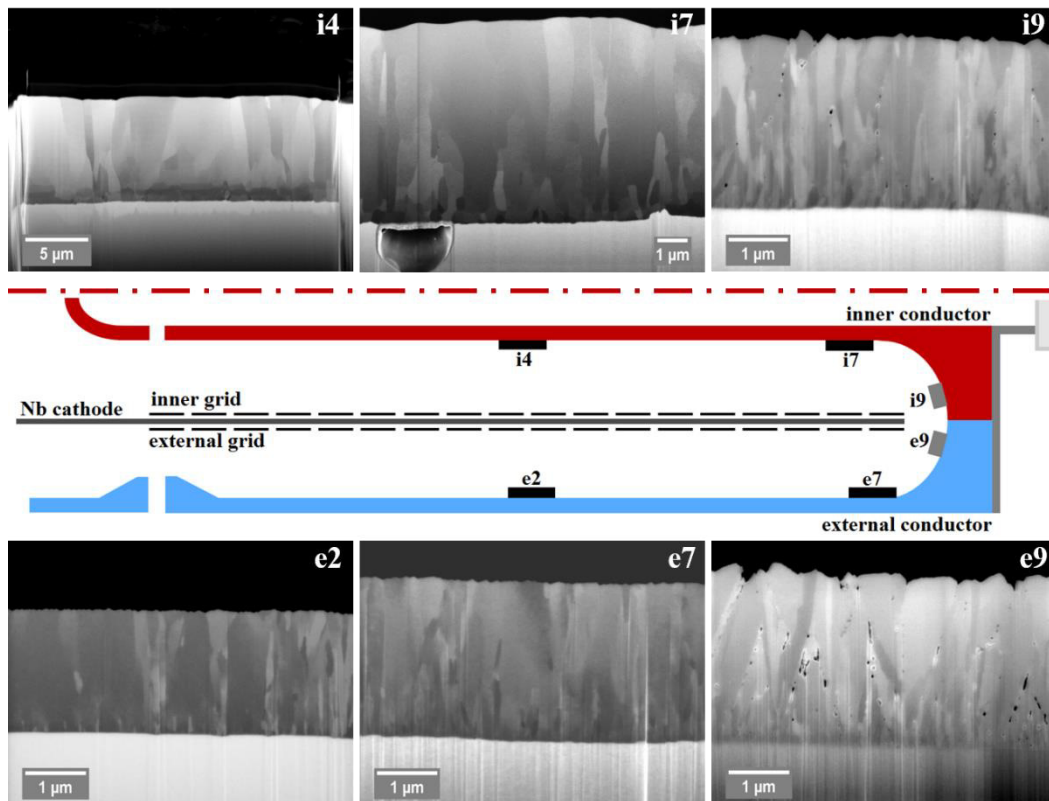 i4
i7
i9
5 µm
1 µm
1 µm
inner conductor
i4
i7
inner grid
i9
Nb cathode
external grid
e9
e2
e7
external conductor
e2
e7
e9
1 µm
1 µm
1 µm